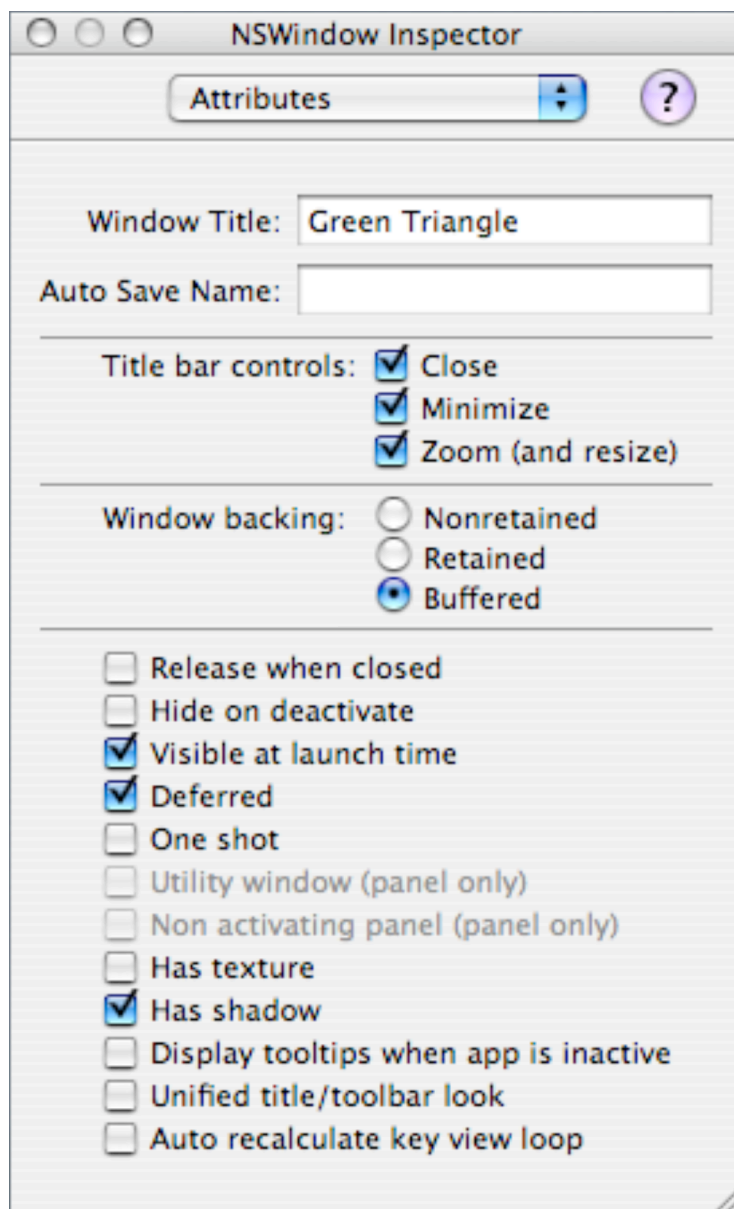 NSWindow Inspector
Attributes
?
Window Title: Green Triangle
Auto Save Name:
Title bar controls: Close
Minimize
Zoom (and resize)
Window backing: Nonretained
Retained
Buffered
Release when closed
Hide on deactivate
Visible at launch time
Deferred
One shot
Utility window (panel only)
Non activating panel (panel only)
Has texture
Has shadow
Display tooltips when app is inactive
Unified title/toolbar look
Auto recalculate key view loop